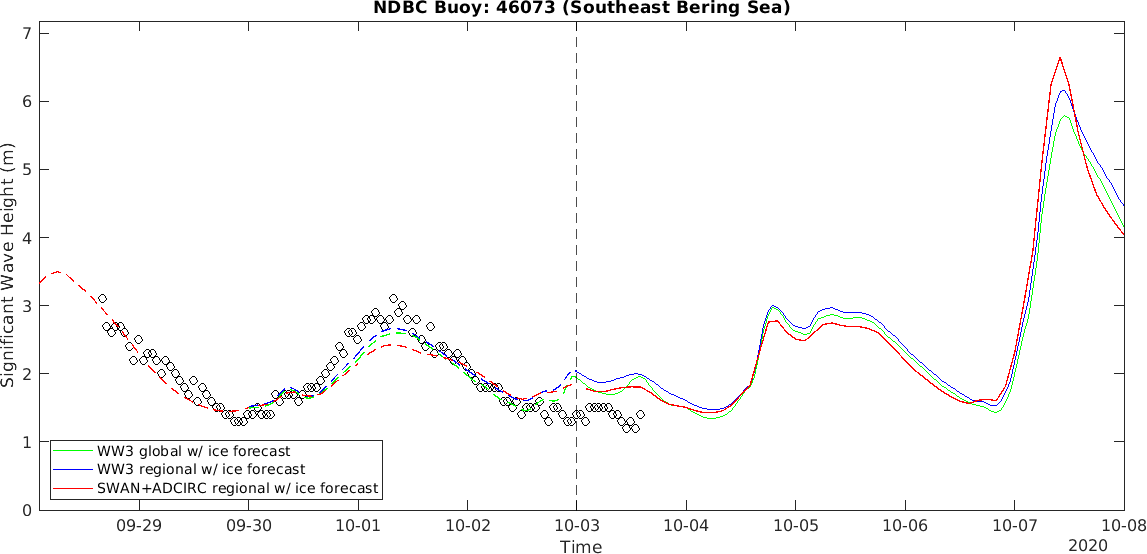 NDBC Buoy: 46073 (Southeast Bering Sea)
Significant Wave Height (m)
7
6
5
4
3
2
1
0
WW3 global w/ ice forecast
WW3 regional w/ ice forecast
SWAN+ADCIRC regional w/ ice forecast
09-29 09-30 10-01 10-02 10-03 10-04 10-05 10-06 10-07 10-08
Time
2020